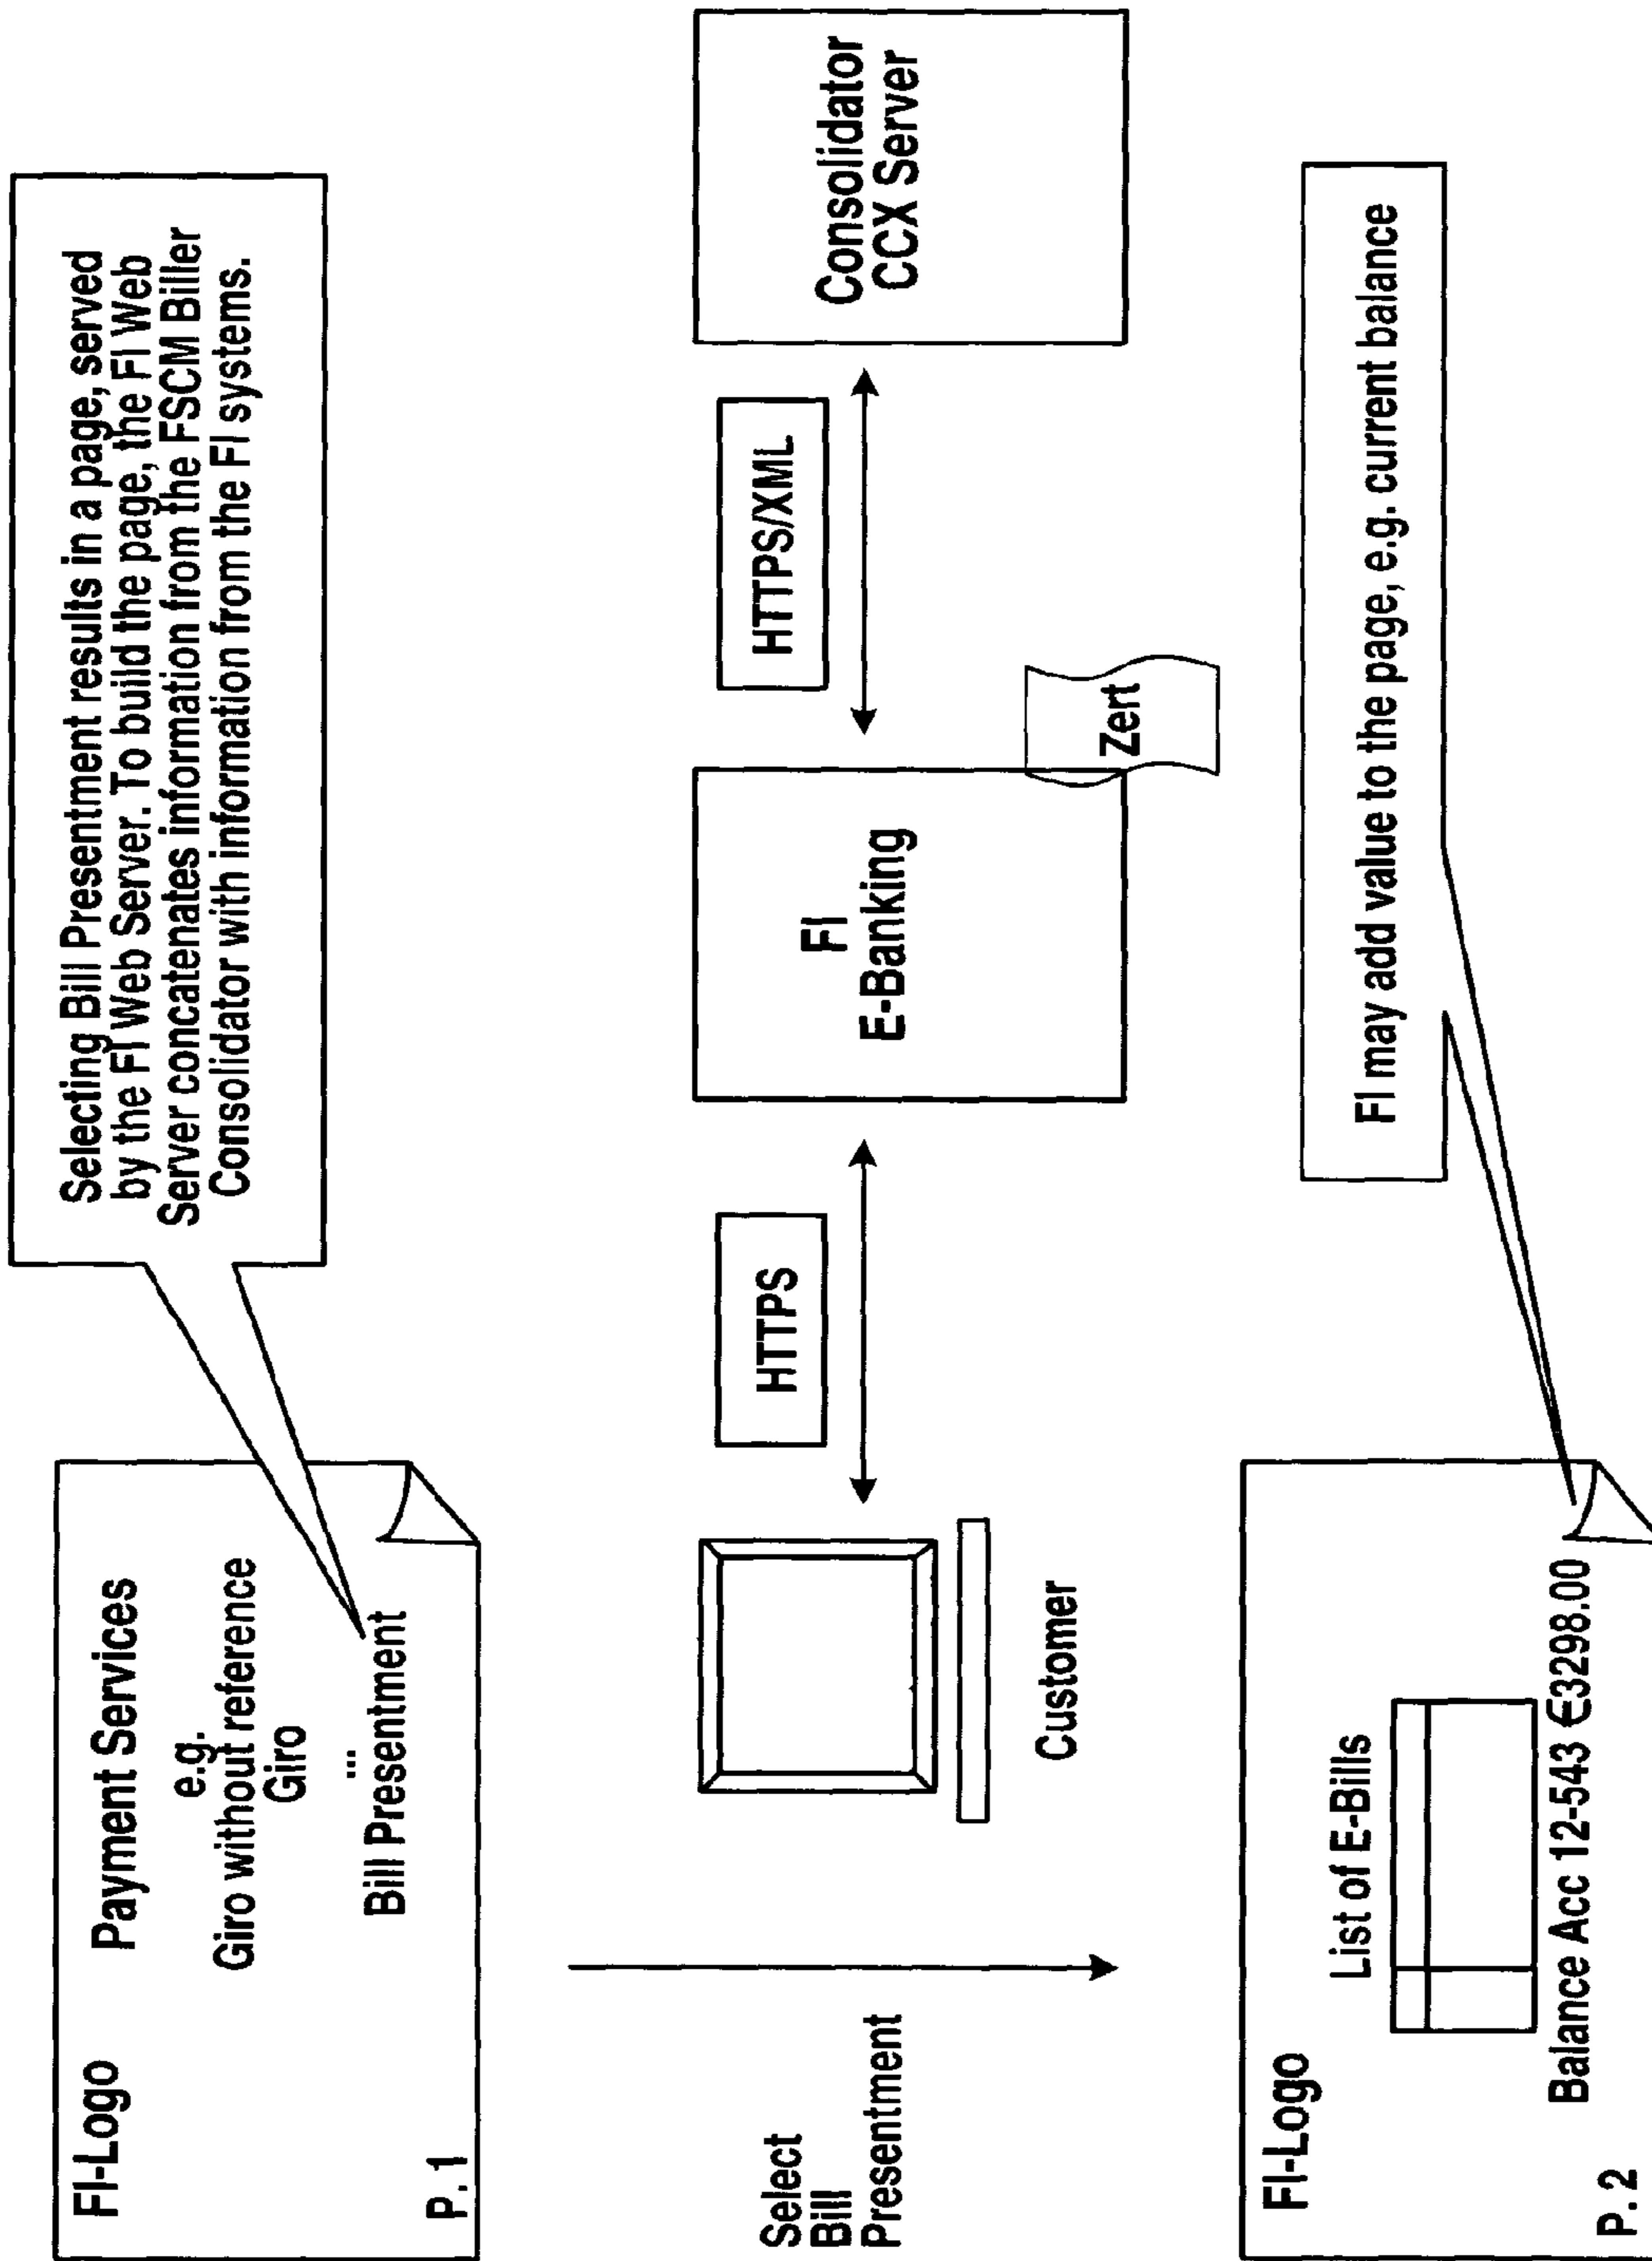 FI-Logo
Payment Services
e.g.
Giro without reference
Giro
...
Bill Presentment
P. 1
Selecting Bill Presentment results in a page, served
by the FI Web Server. To build the page, the FI Web
Server concatenates information from the FSCM Biller
Consolidator with information from the FI systems.
Select
Bill
Presentment
Customer
HTTPS
FI
E-Banking
Zert
HTTPS/XML
Consolidator
CCX Server
FI-Logo
List of E-Bills
Balance Acc 12-543 €3298.00
P. 2
FI may add value to the page, e.g. current balance